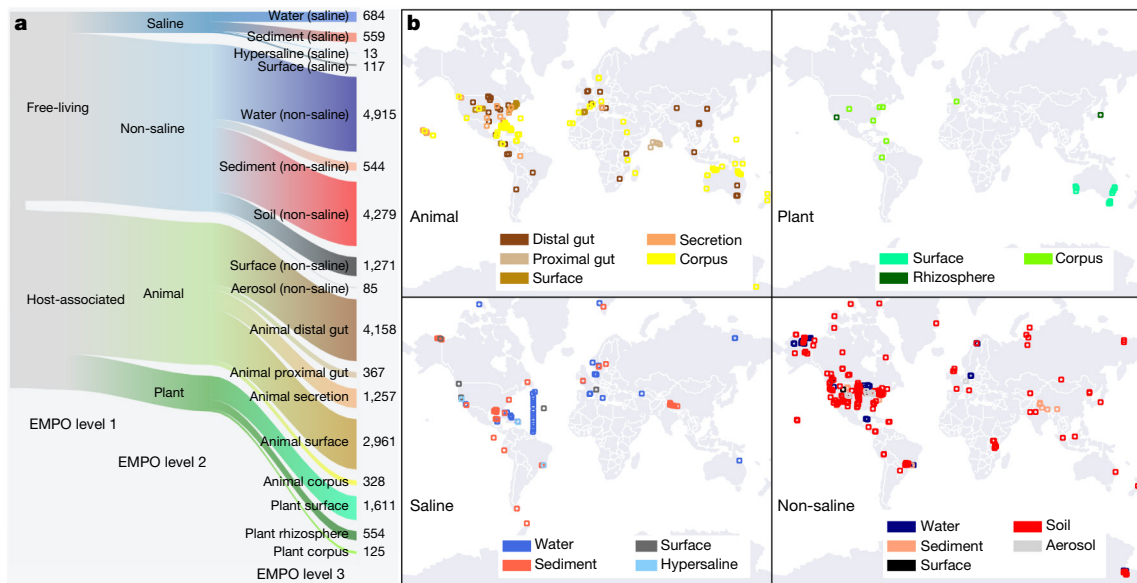 a
Free-living
Host-associated
EMPO level 1
Saline
Non-saline
Animal
Plant
EMPO level 2
Water (saline) 684
Sediment (saline) 559
Hypersaline (saline) 13
Surface (saline) 117
Water (non-saline) 4,915
Sediment (non-saline) 544
Soil (non-saline) 4,279
Surface (non-saline) 1,271
Aerosol (non-saline) 85
Animal distal gut 4,158
Animal proximal gut 367
Animal secretion 1,257
Animal surface 2,961
Animal corpus 328
Plant surface 1,611
Plant rhizosphere 554
Plant corpus 125
EMPO level 3
b
Animal
Distal gut Secretion
Proximal gut Corpus
Surface
Plant
Surface Corpus
Rhizosphere
Saline
Water Surface
Sediment Hypersaline
Non-saline
Water Soil
Sediment Aerosol
Surface